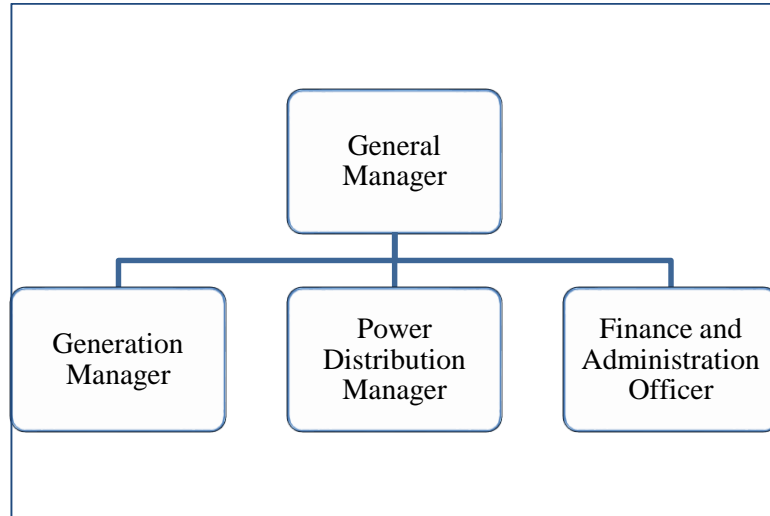 General
Manager
Generation
Manager
Power
Distribution
Manager
Finance and
Administration
Officer